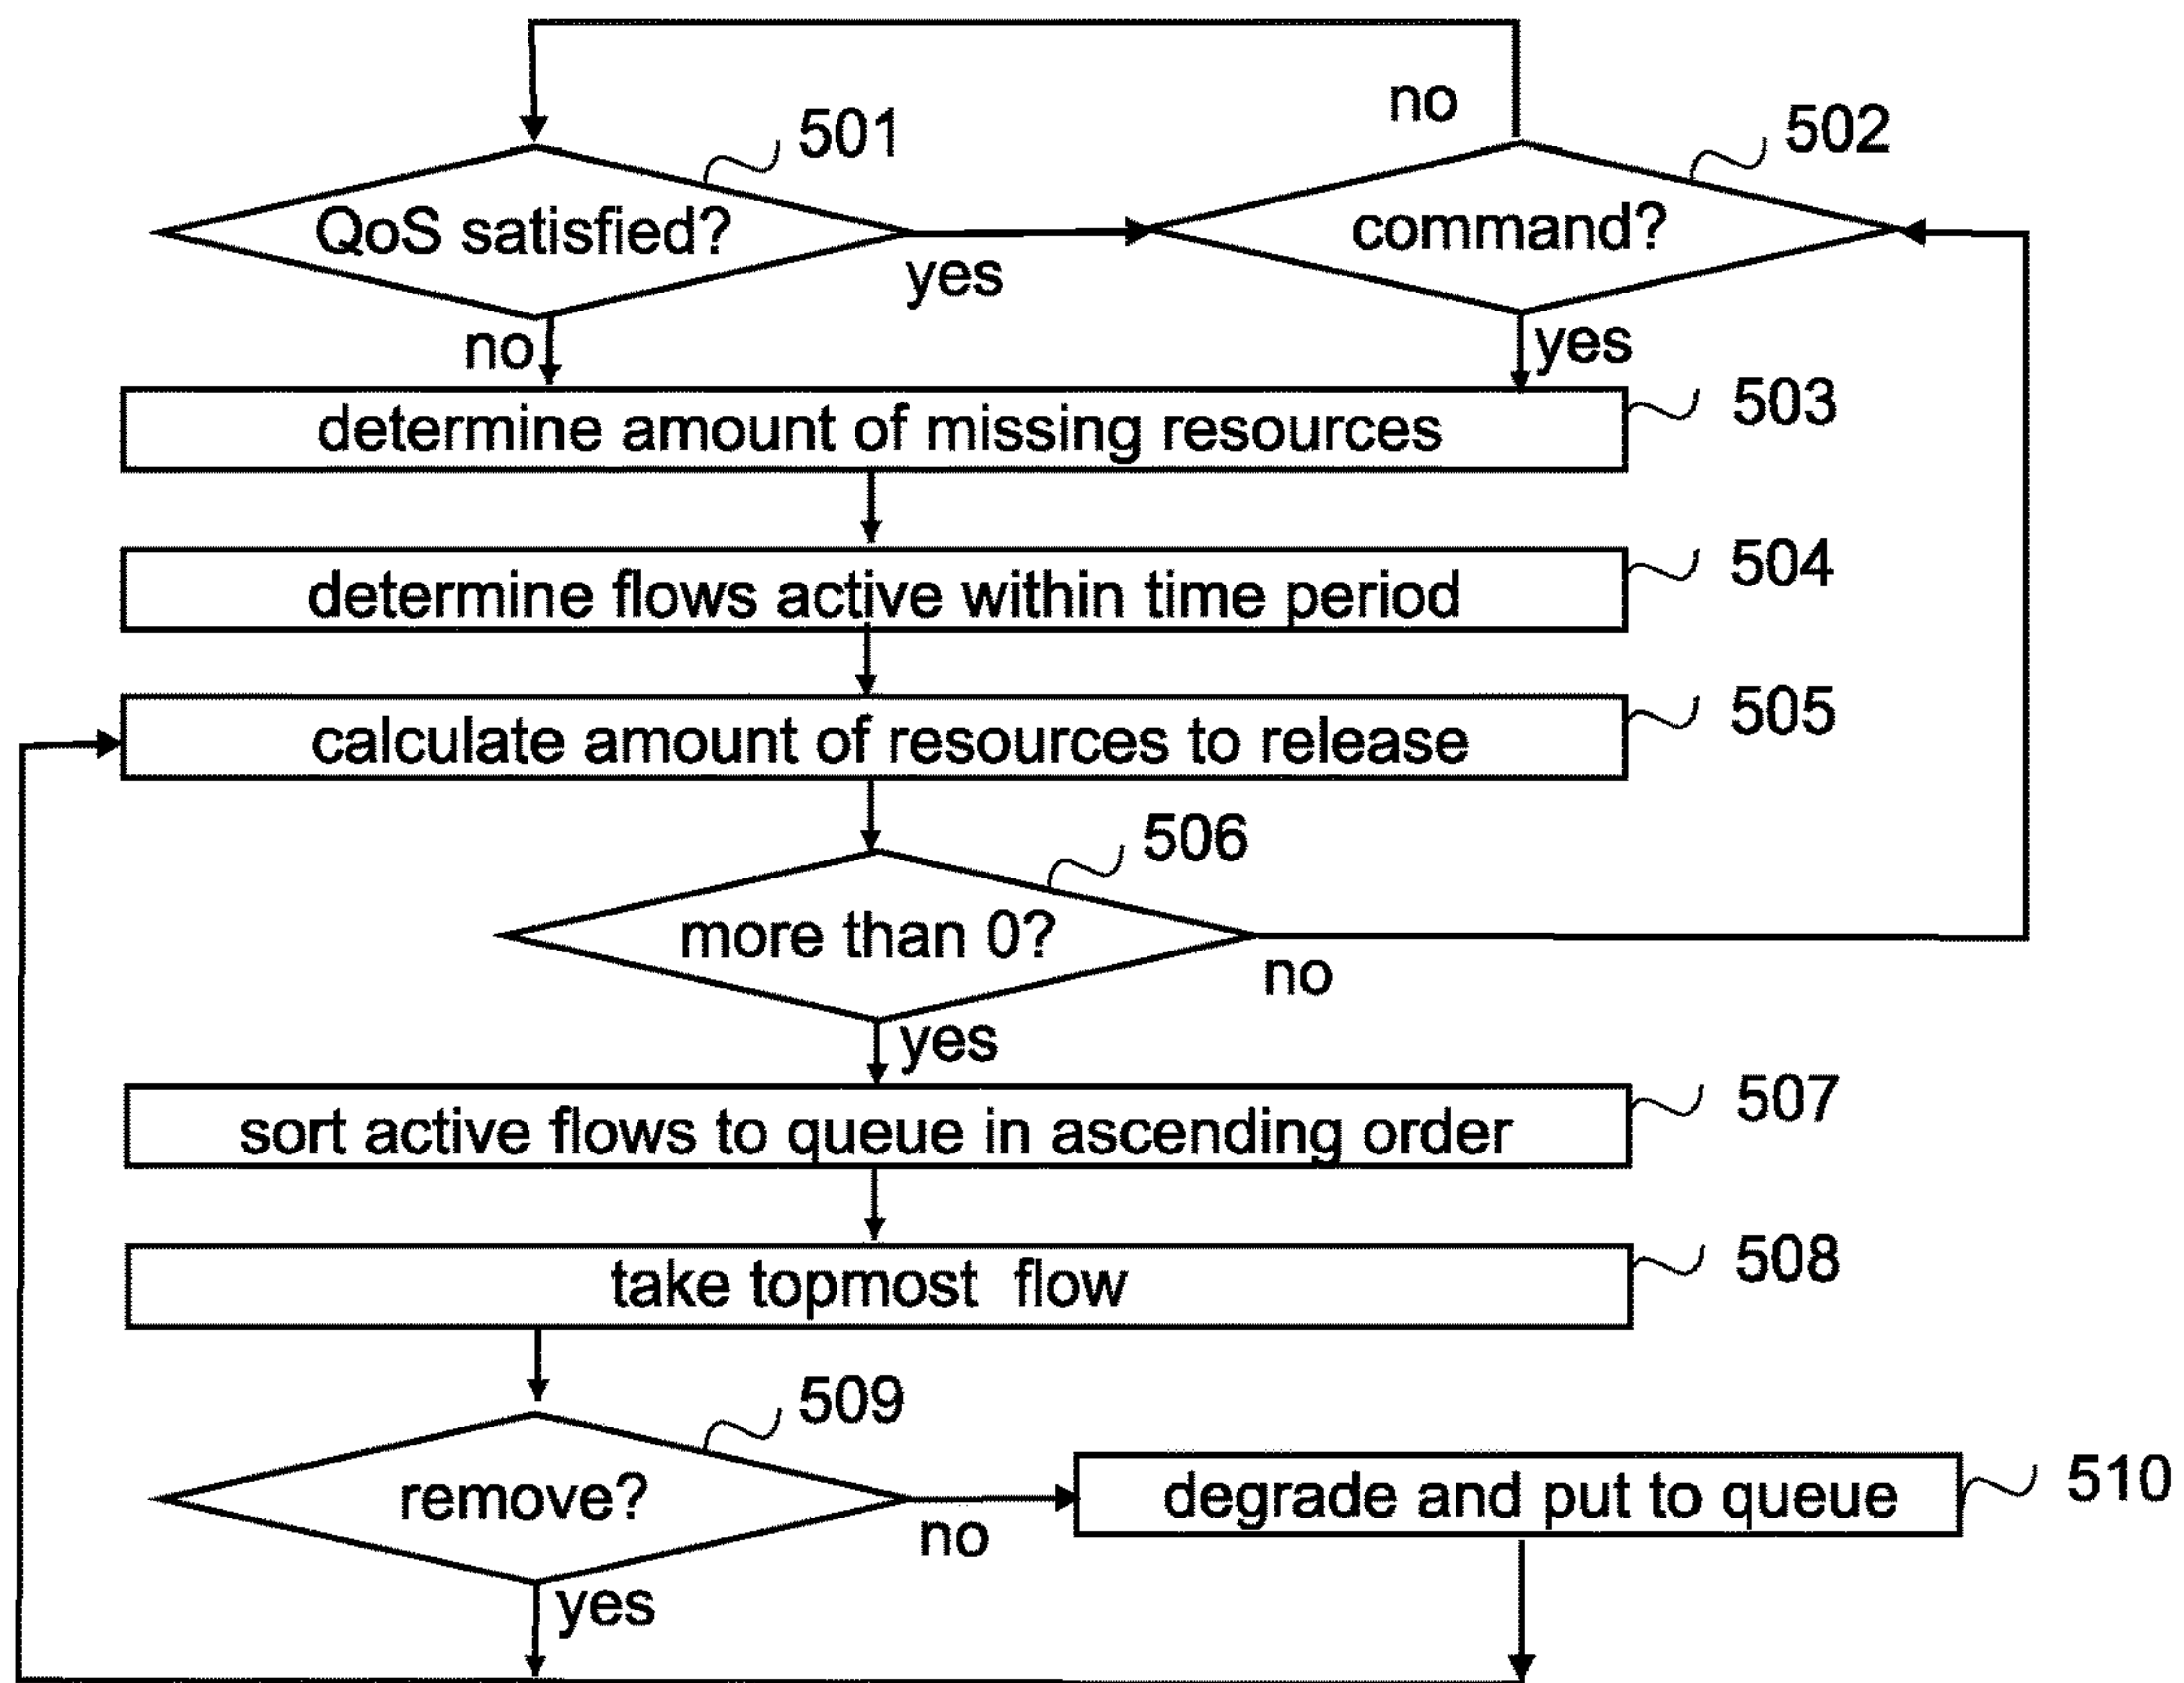 no
501
502
QoS satisfied?
command?
yes
no
yes
503
determine amount of missing resources
504
determine flows active within time period
505
calculate amount of resources to release
506
more than 0?
no
yes
507
sort active flows to queue in ascending order
508
take topmost flow
509
remove?
degrade and put to queue
510
no
yes